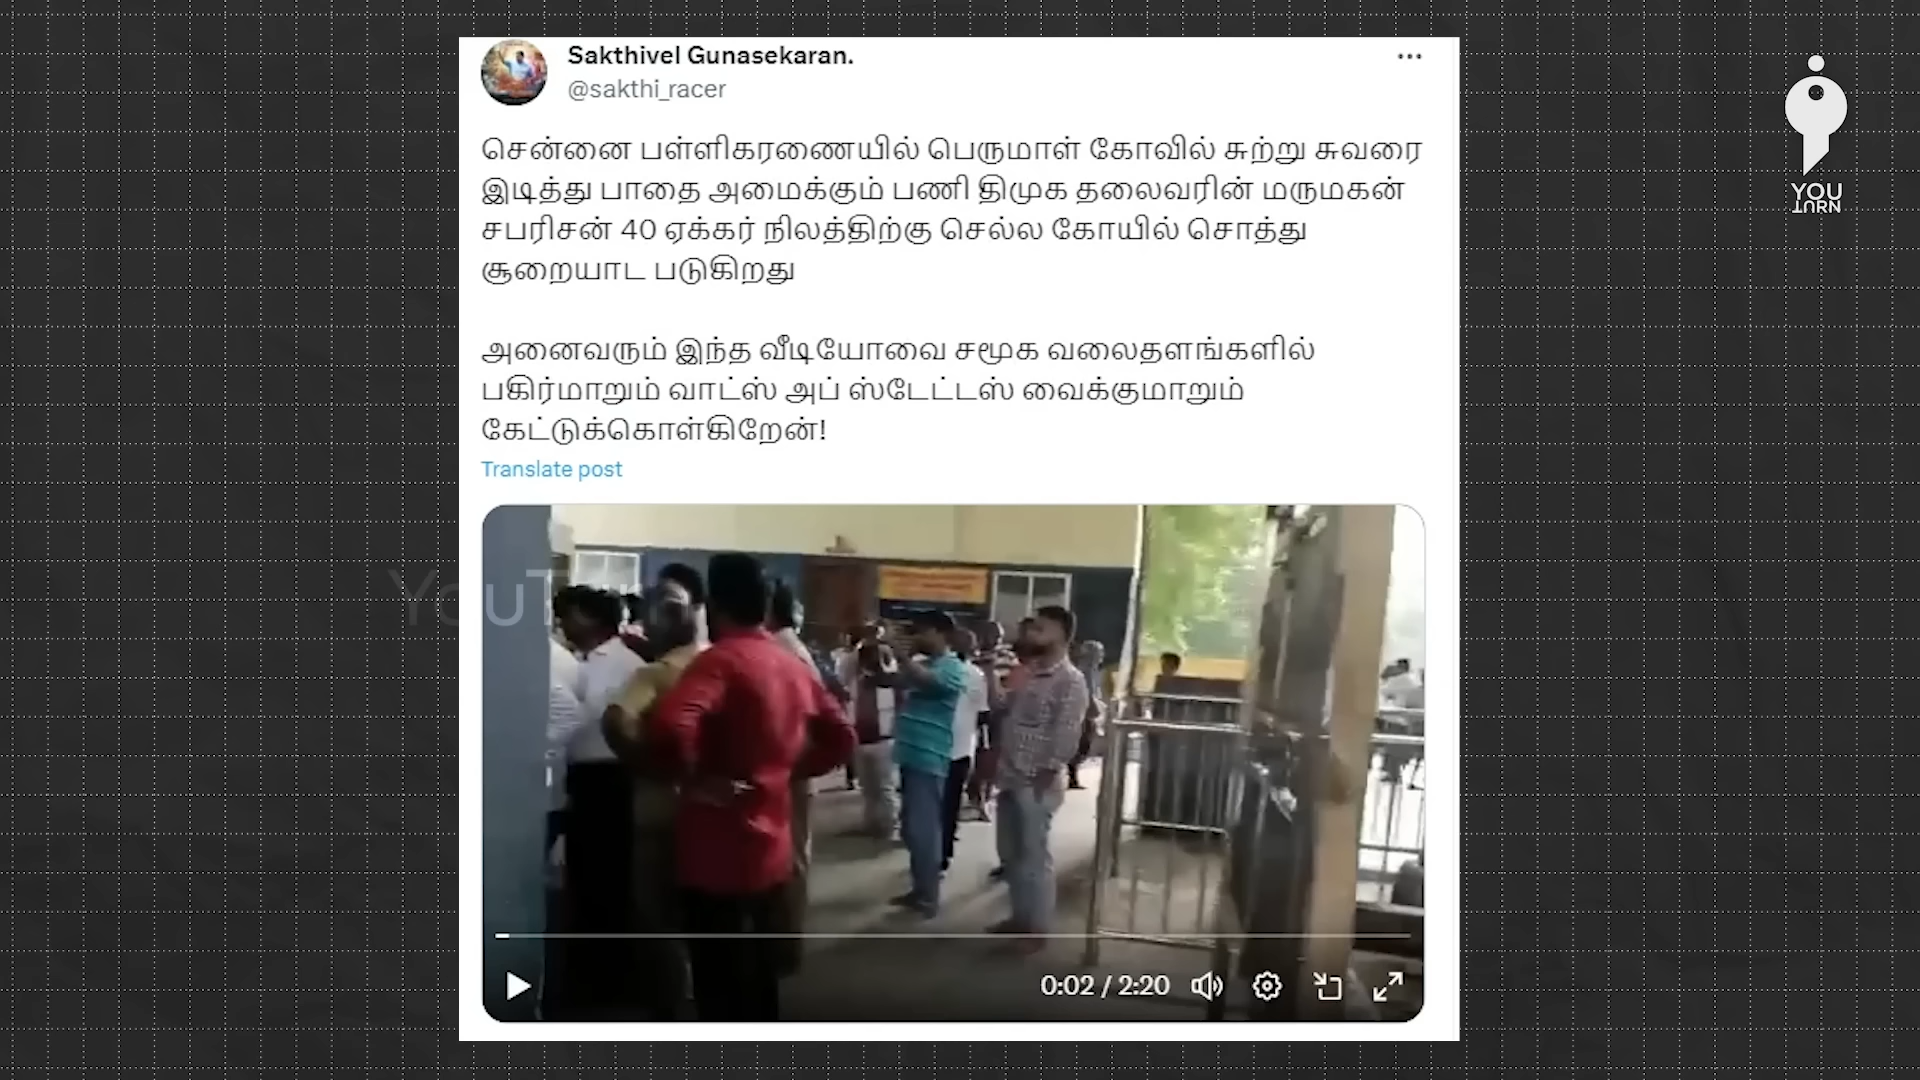 Sakthivel Gunasekaran.
@sakthi_racer
சென்னை பள்ளிகரணையில் பெருமாள் கோவில் சுற்று சுவரை
இடித்து பாதை அமைக்கும் பணி திமுக தலைவரின் மருமகன்
சபரிசன் 40 ஏக்கர் நிலத்திற்கு செல்ல கோயில் சொத்து
சூறையாட படுகிறது
அனைவரும் இந்த வீடியோவை சமூக வலைதளங்களில்
பகிர்மாறும் வாட்ஸ் அப் ஸ்டேட்டஸ் வைக்குமாறும்
கேட்டுக்கொள்கிறேன்!
Translate post
YouTurn
0:02 / 2:20
YOU
TURN